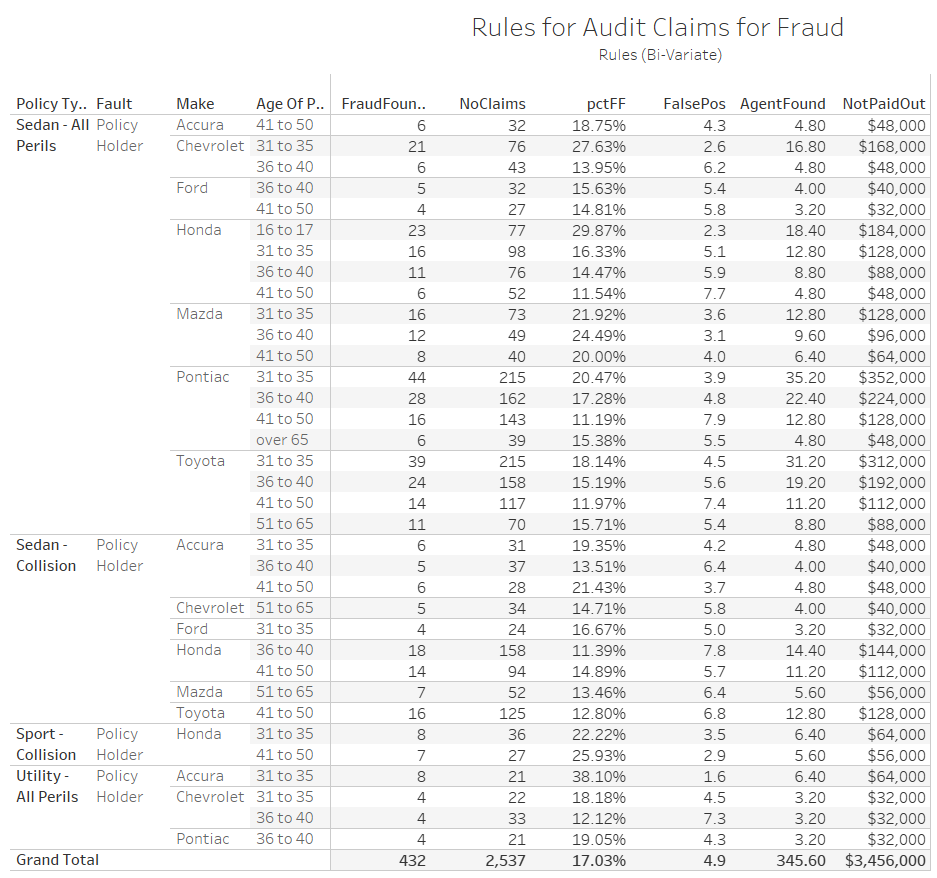 Rules for Audit Claims for Fraud
Rules (Bi-Variate)
Policy Ty.. Fault Make Age Of P.. FraudFoun.. NoClaims pctFF FalsePos AgentFound NotPaidOut
Sedan - All Policy Accura 41 to 50 6 32 18.75% 4.3 4.80 $48,000
Perils Holder Chevrolet 31 to 35 21 76 27.63% 2.6 16.80 $168,000
36 to 40 6 43 13.95% 6.2 4.80 $48,000
Ford 36 to 40 5 32 15.63% 5.4 4.00 $40,000
41 to 50 4 27 14.81% 5.8 3.20 $32,000
Honda 16 to 17 23 77 29.87% 2.3 18.40 $184,000
31 to 35 16 98 16.33% 5.1 12.80 $128,000
36 to 40 11 76 14.47% 5.9 8.80 $88,000
41 to 50 6 52 11.54% 7.7 4.80 $48,000
Mazda 31 to 35 16 73 21.92% 3.6 12.80 $128,000
36 to 40 12 49 24.49% 3.1 9.60 $96,000
41 to 50 8 40 20.00% 4.0 6.40 $64,000
Pontiac 31 to 35 44 215 20.47% 3.9 35.20 $352,000
36 to 40 28 162 17.28% 4.8 22.40 $224,000
41 to 50 16 143 11.19% 7.9 12.80 $128,000
over 65 6 39 15.38% 5.5 4.80 $48,000
Toyota 31 to 35 39 215 18.14% 4.5 31.20 $312,000
36 to 40 24 158 15.19% 5.6 19.20 $192,000
41 to 50 14 117 11.97% 7.4 11.20 $112,000
51 to 65 11 70 15.71% 5.4 8.80 $88,000
Sedan - Policy Accura 31 to 35 6 31 19.35% 4.2 4.80 $48,000
Collision Holder 36 to 40 5 37 13.51% 6.4 4.00 $40,000
41 to 50 6 28 21.43% 3.7 4.80 $48,000
Chevrolet 51 to 65 5 34 14.71% 5.8 4.00 $40,000
Ford 31 to 35 4 24 16.67% 5.0 3.20 $32,000
Honda 36 to 40 18 158 11.39% 7.8 14.40 $144,000
41 to 50 14 94 14.89% 5.7 11.20 $112,000
Mazda 51 to 65 7 52 13.46% 6.4 5.60 $56,000
Toyota 41 to 50 16 125 12.80% 6.8 12.80 $128,000
Sport - Policy Honda 31 to 35 8 36 22.22% 3.5 6.40 $64,000
Collision Holder 41 to 50 7 27 25.93% 2.9 5.60 $56,000
Utility - Policy Accura 31 to 35 8 21 38.10% 1.6 6.40 $64,000
All Perils Holder Chevrolet 31 to 35 4 22 18.18% 4.5 3.20 $32,000
36 to 40 4 33 12.12% 7.3 3.20 $32,000
Pontiac 36 to 40 4 21 19.05% 4.3 3.20 $32,000
Grand Total 432 2,537 17.03% 4.9 345.60 $3,456,000